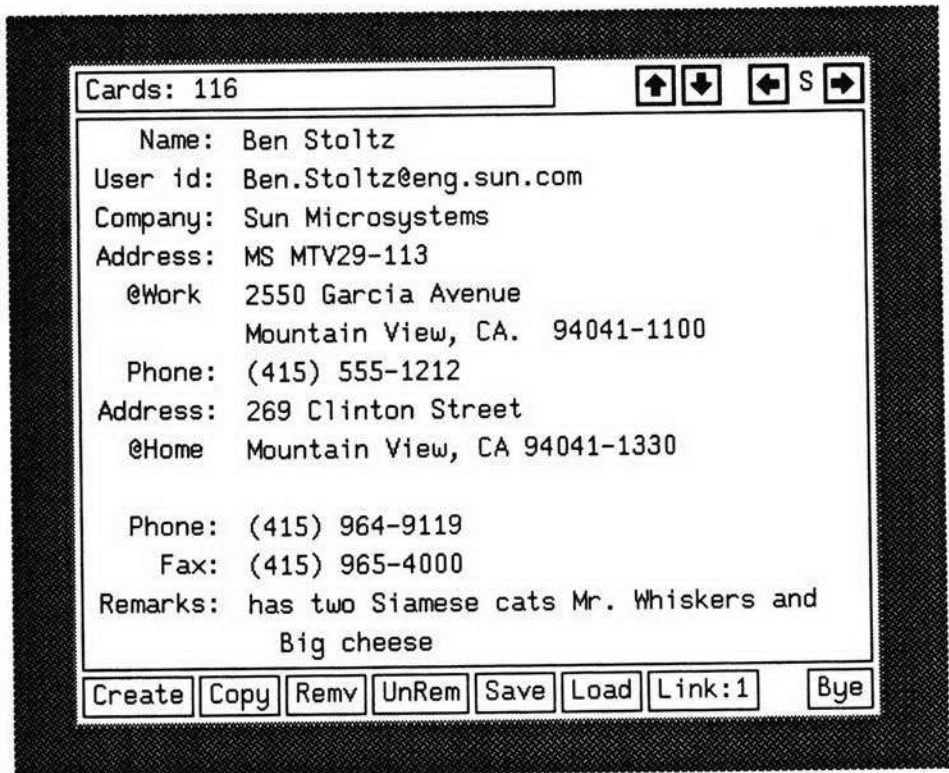 Cards: 116 S
Name: Ben Stoltz
User id: Ben.Stoltz@eng.sun.com
Company: Sun Microsystems
Address: MS MTV29-113
@Work 2550 Garcia Avenue
Mountain View, CA. 94041-1100
Phone: (415) 555-1212
Address: 269 Clinton Street
@Home Mountain View, CA 94041-1330
Phone: (415) 964-9119
Fax: (415) 965-4000
Remarks: has two Siamese cats Mr. Whiskers and
Big cheese
Create Copy Remv UnRem Save Load Link:1 Bye